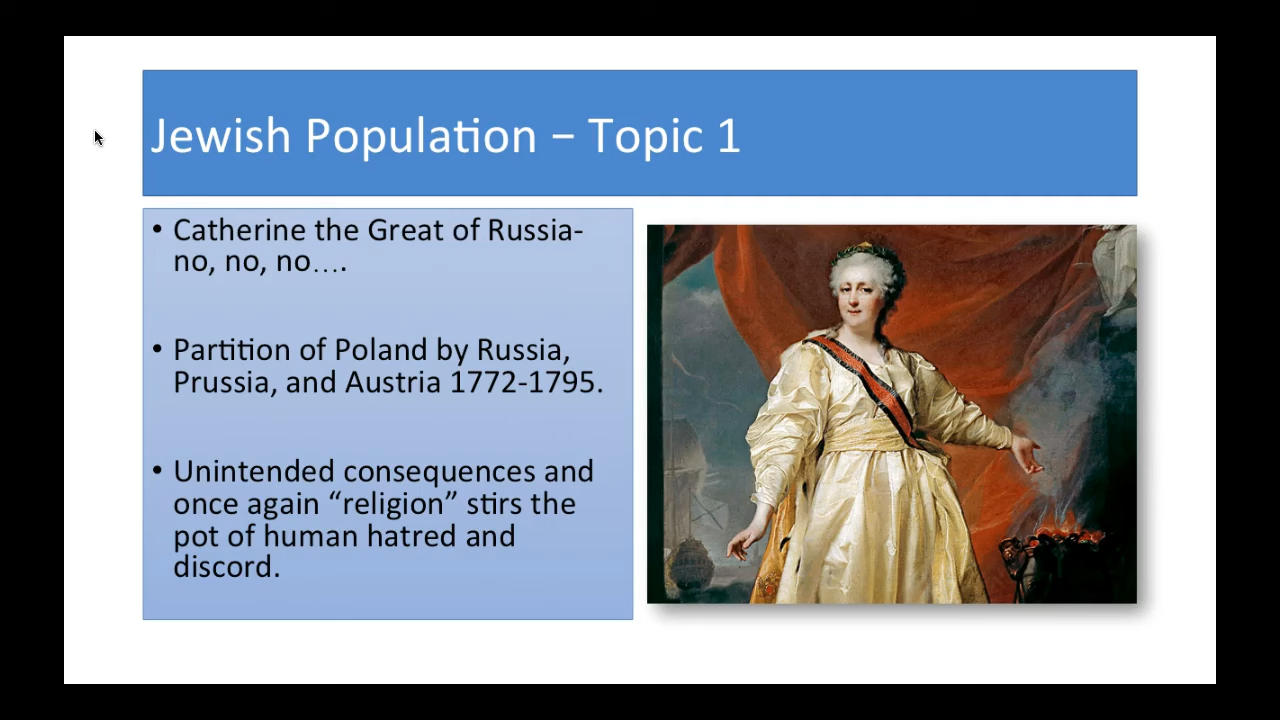 Jewish Population – Topic 1
• Catherine the Great of Russia-
no, no, no….
• Partition of Poland by Russia,
Prussia, and Austria 1772-1795.
• Unintended consequences and
once again “religion” stirs the
pot of human hatred and
discord.